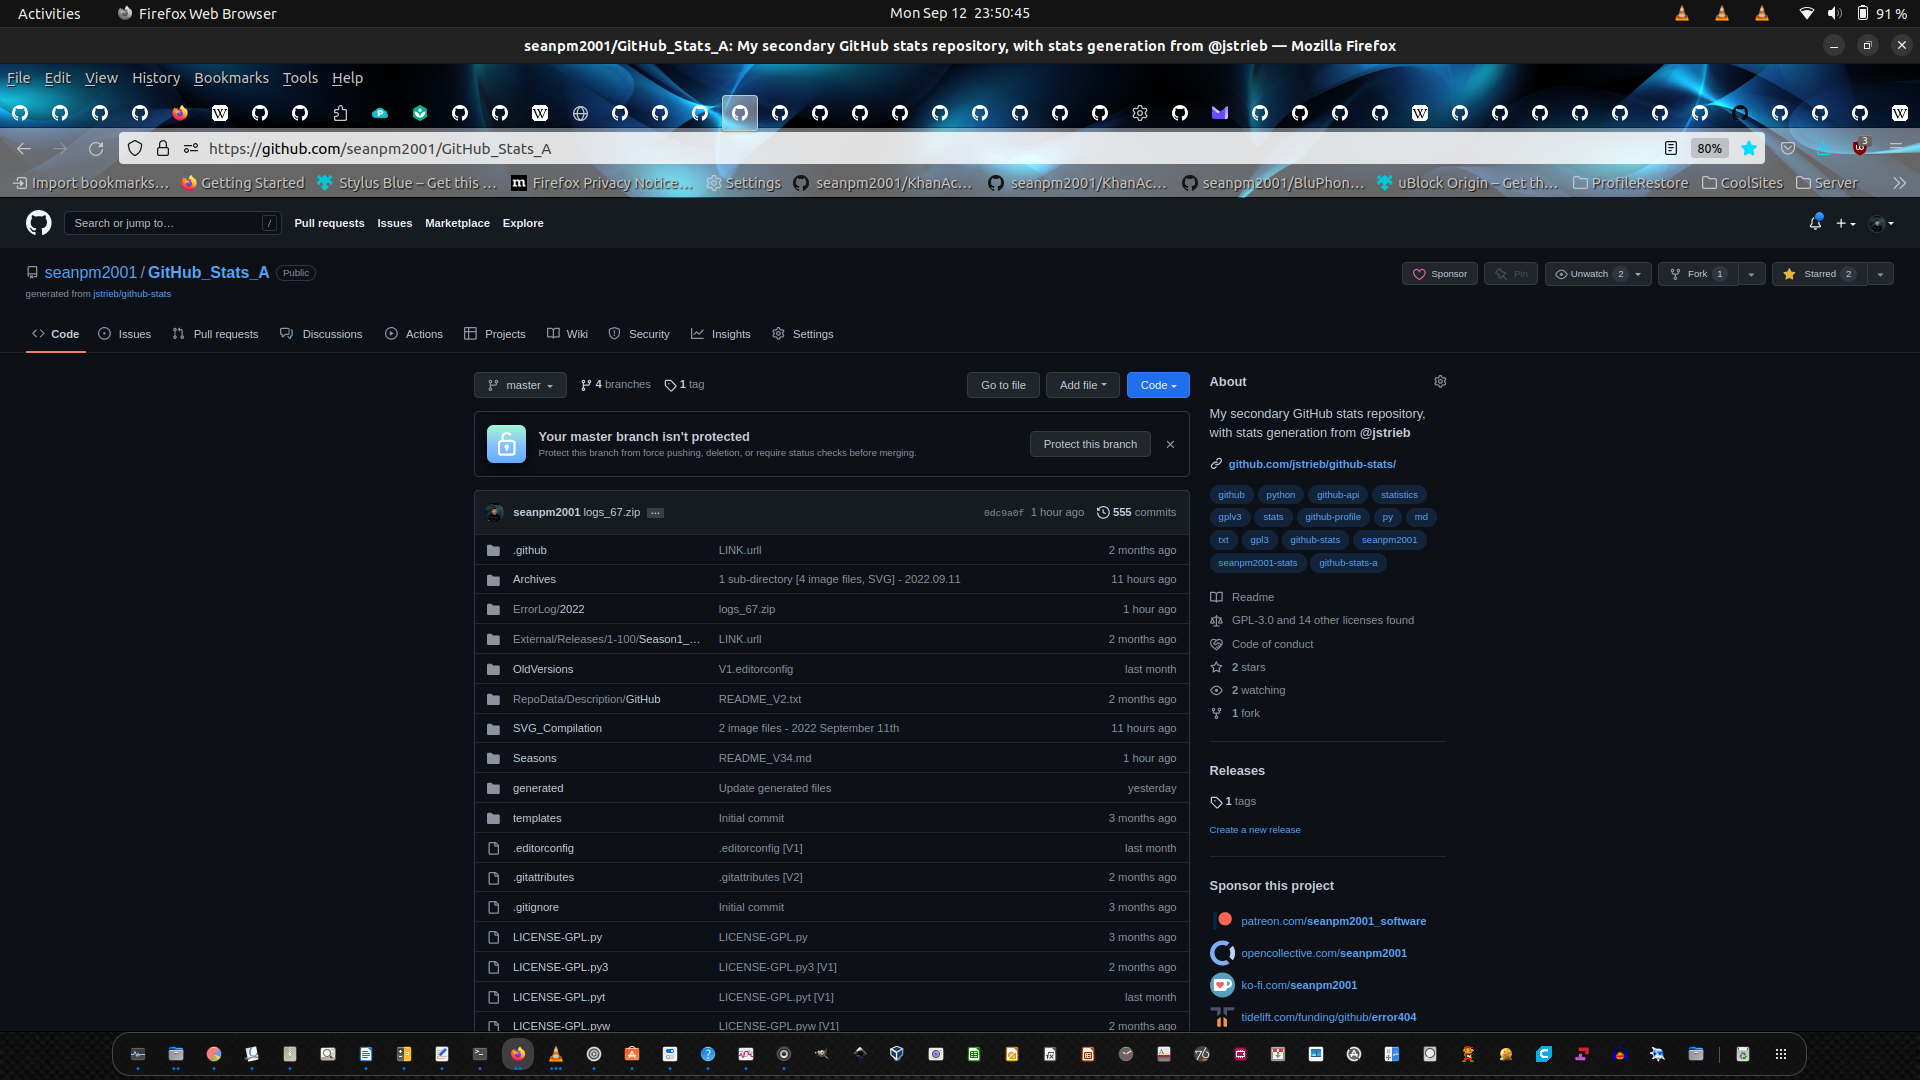 Activities Firefox Web Browser Mon Sep 12 23:50:45 91 %
seanpm2001/GitHub_Stats_A: My secondary GitHub stats repository, with stats generation from @jstrieb — Mozilla Firefox
File Edit View History Bookmarks Tools Help
https://github.com/seanpm2001/GitHub_Stats_A 80% 3
Import bookmarks… Getting Started Stylus Blue – Get this … Firefox Privacy Notice… Settings seanpm2001/KhanAc… seanpm2001/KhanAc… seanpm2001/BluPhon… uBlock Origin – Get th… ProfileRestore CoolSites Server
Search or jump to… / Pull requests Issues Marketplace Explore
seanpm2001 / GitHub_Stats_A Public Sponsor Pin Unwatch 2 Fork 1 Starred 2
generated from jstrieb/github-stats
Code Issues Pull requests Discussions Actions Projects Wiki Security Insights Settings
master 4 branches 1 tag Go to file Add file Code
Your master branch isn't protected
Protect this branch from force pushing, deletion, or require status checks before merging.
Protect this branch
seanpm2001 logs_67.zip … 0dc9a0f 1 hour ago 555 commits
.github LINK.urll 2 months ago
Archives 1 sub-directory [4 image files, SVG] - 2022.09.11 11 hours ago
ErrorLog/2022 logs_67.zip 1 hour ago
External/Releases/1-100/Season1_… LINK.urll 2 months ago
OldVersions V1.editorconfig last month
RepoData/Description/GitHub README_V2.txt 2 months ago
SVG_Compilation 2 image files - 2022 September 11th 11 hours ago
Seasons README_V34.md 1 hour ago
generated Update generated files yesterday
templates Initial commit 3 months ago
.editorconfig .editorconfig [V1] last month
.gitattributes .gitattributes [V2] 2 months ago
.gitignore Initial commit 3 months ago
LICENSE-GPL.py LICENSE-GPL.py 3 months ago
LICENSE-GPL.py3 LICENSE-GPL.py3 [V1] 2 months ago
LICENSE-GPL.pyt LICENSE-GPL.pyt [V1] last month
LICENSE-GPL.pyw LICENSE-GPL.pyw [V1] 2 months ago
About
My secondary GitHub stats repository,
with stats generation from @jstrieb
github.com/jstrieb/github-stats/
github python github-api statistics
gplv3 stats github-profile py md
txt gpl3 github-stats seanpm2001
seanpm2001-stats github-stats-a
Readme
GPL-3.0 and 14 other licenses found
Code of conduct
2 stars
2 watching
1 fork
Releases
1 tags
Create a new release
Sponsor this project
patreon.com/seanpm2001_software
opencollective.com/seanpm2001
ko-fi.com/seanpm2001
tidelift.com/funding/github/error404